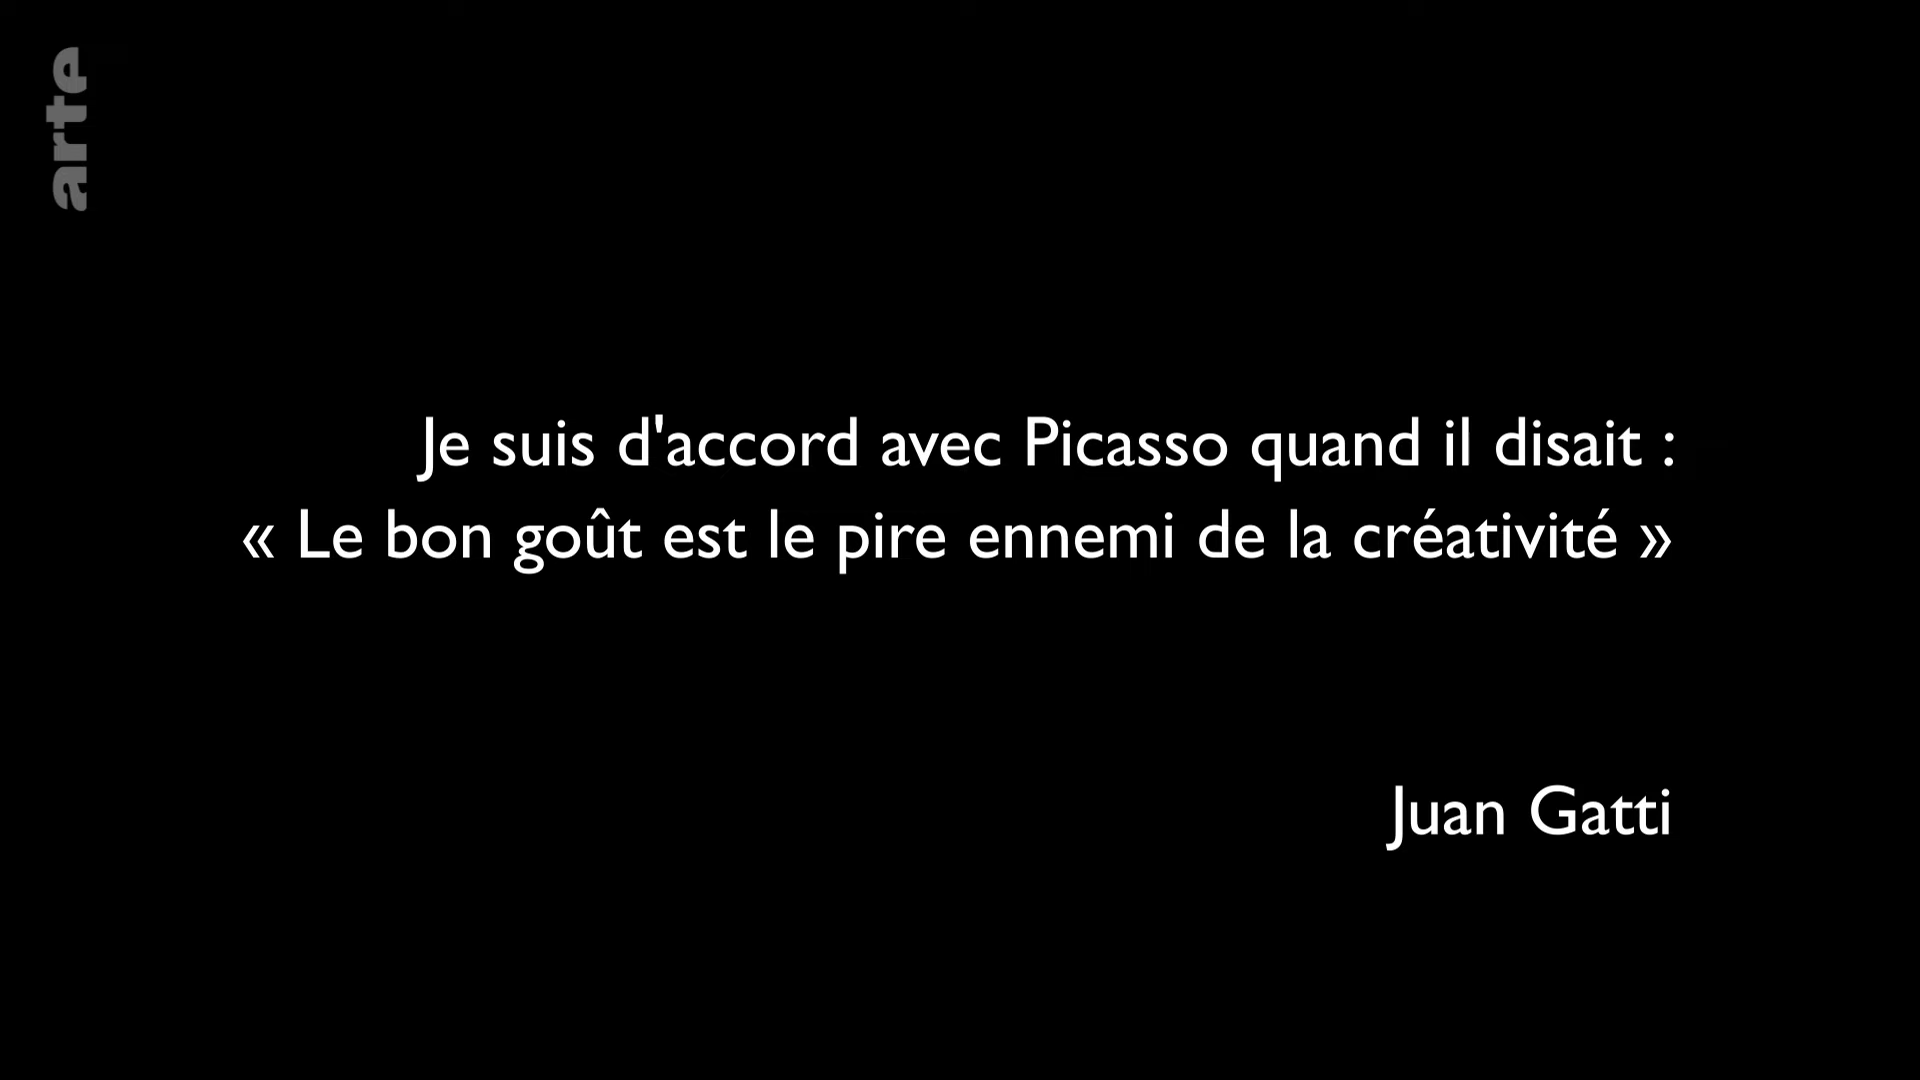 arte
Je suis d'accord avec Picasso quand il disait :
« Le bon goût est le pire ennemi de la créativité »
Juan Gatti